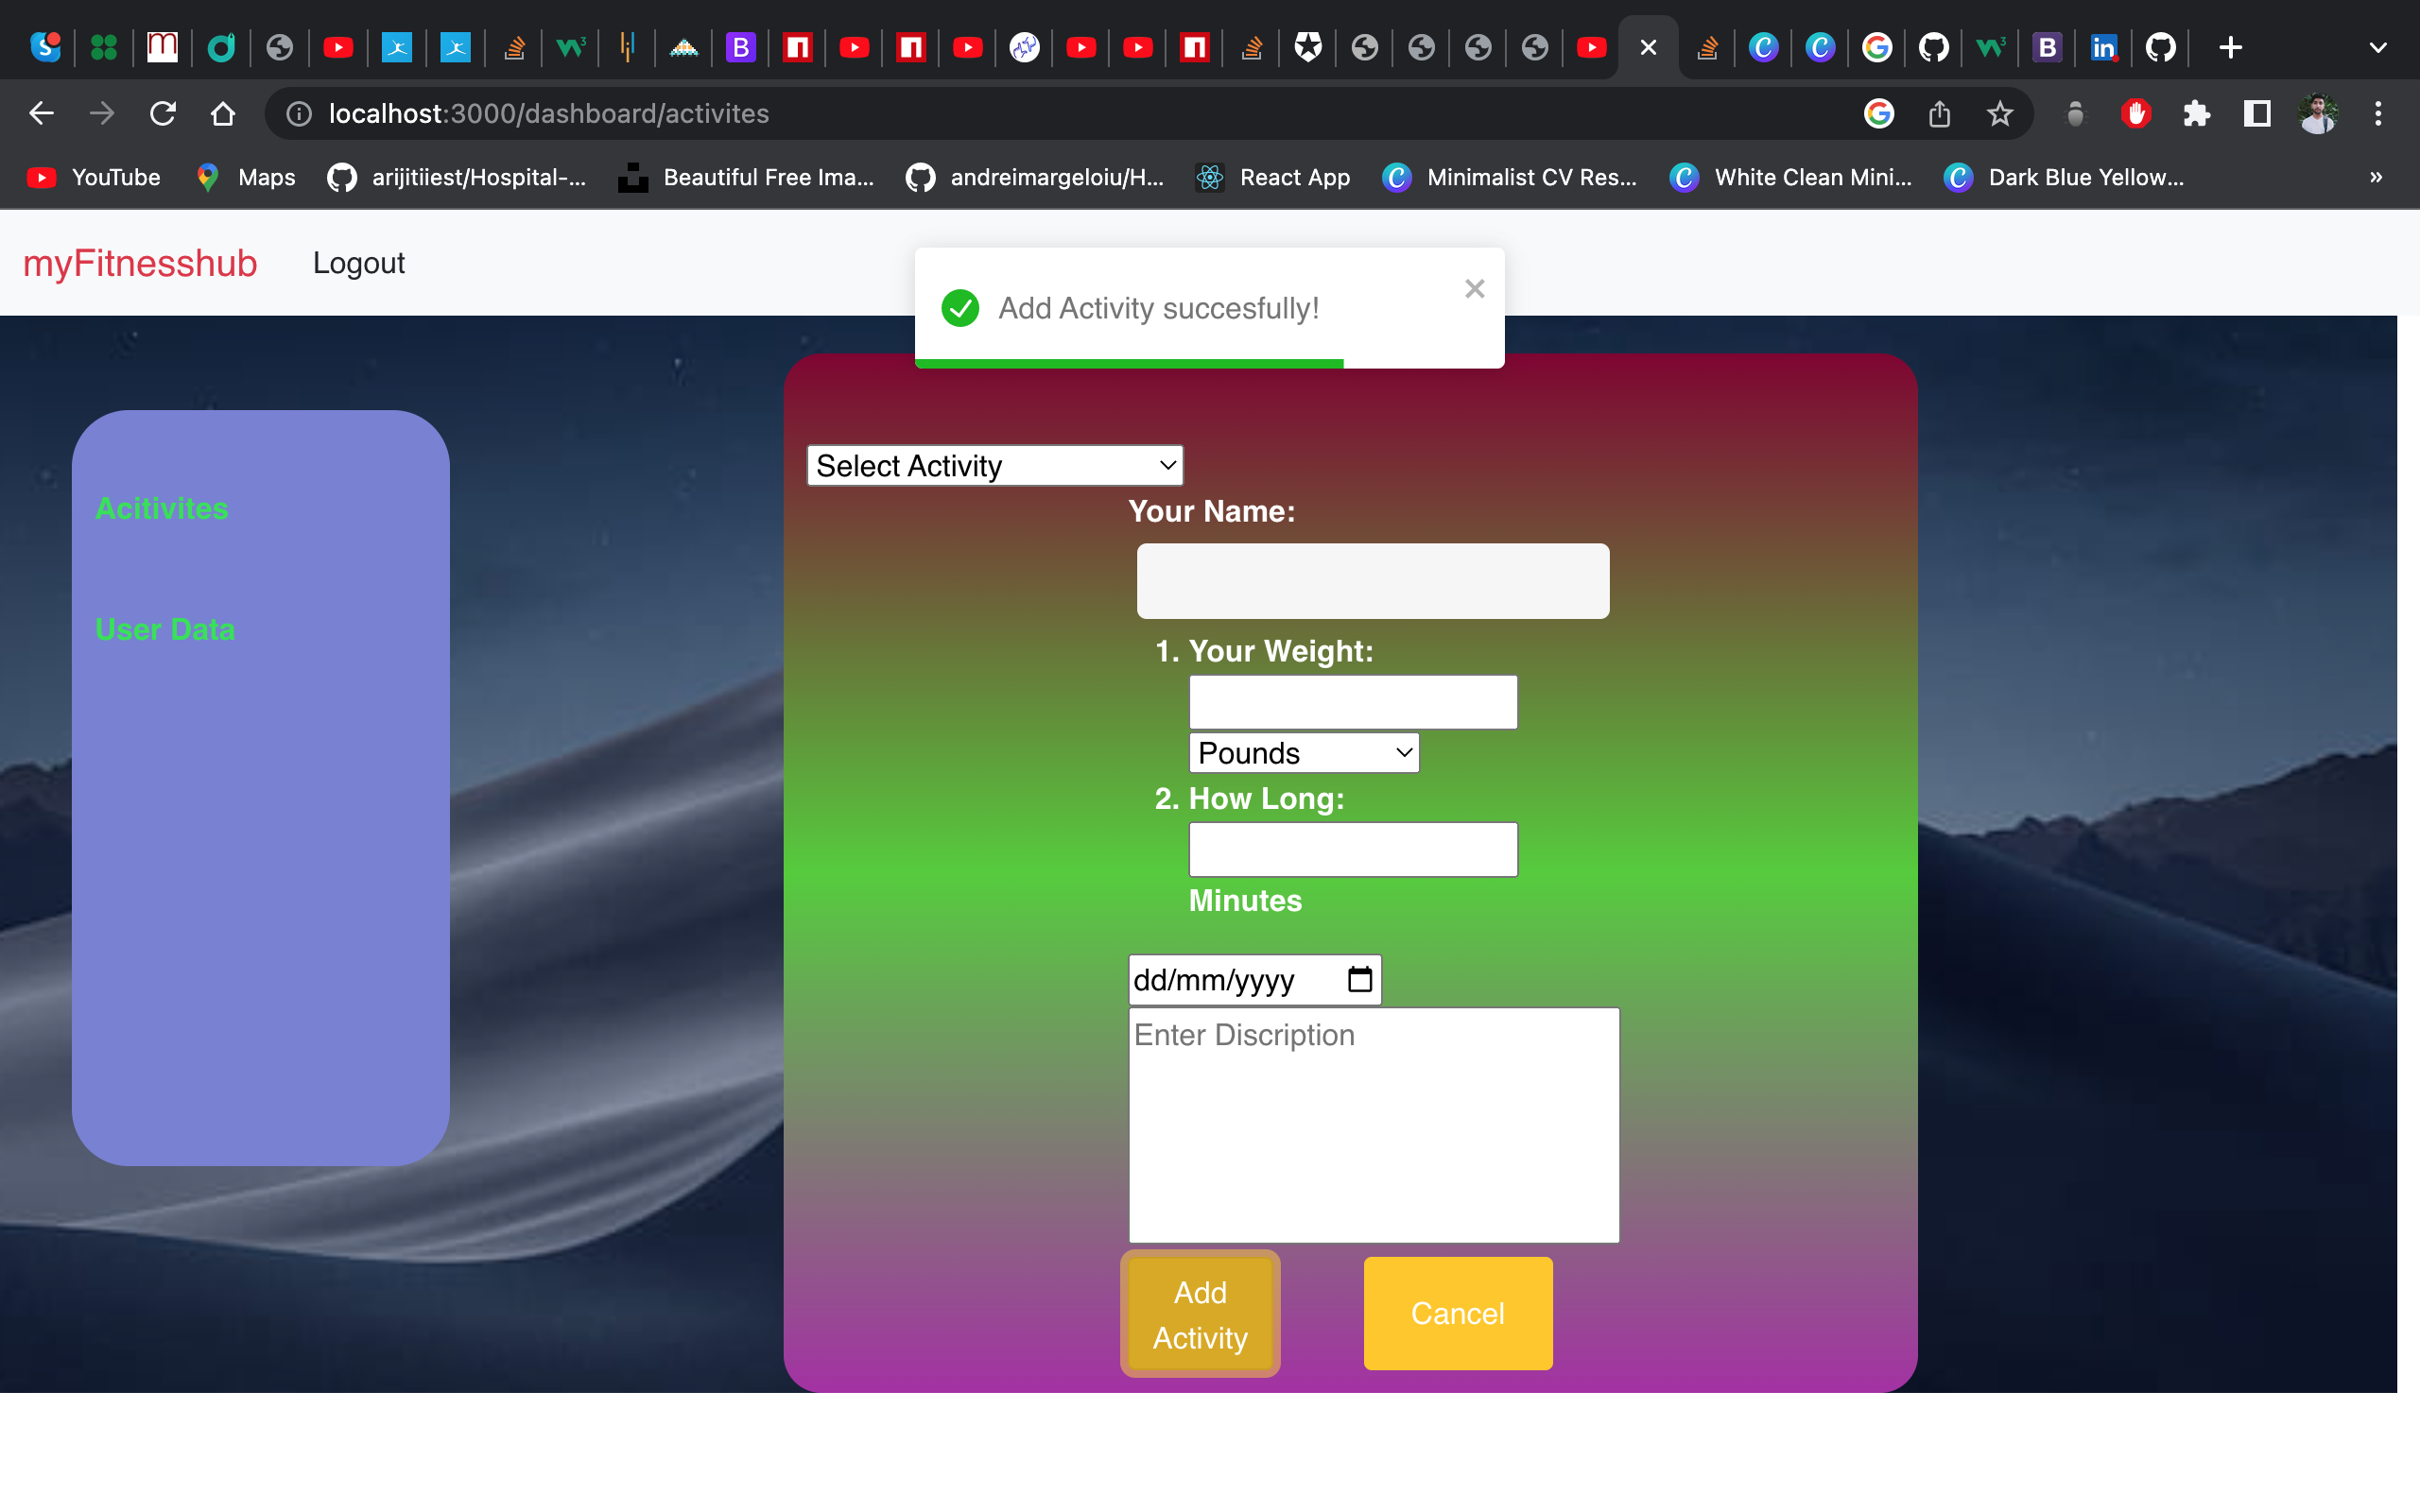 localhost:3000/dashboard/activites
YouTube
Maps
arijitiiest/Hospital-...
Beautiful Free Ima...
andreimargeloiu/H...
React App
Minimalist CV Res...
White Clean Mini...
Dark Blue Yellow...
myFitnesshub
Logout
Add Activity succesfully!
Acitivites
User Data
Select Activity
Your Name:
1. Your Weight:
Pounds
2. How Long:
Minutes
dd/mm/yyyy
Enter Discription
Add
Activity
Cancel